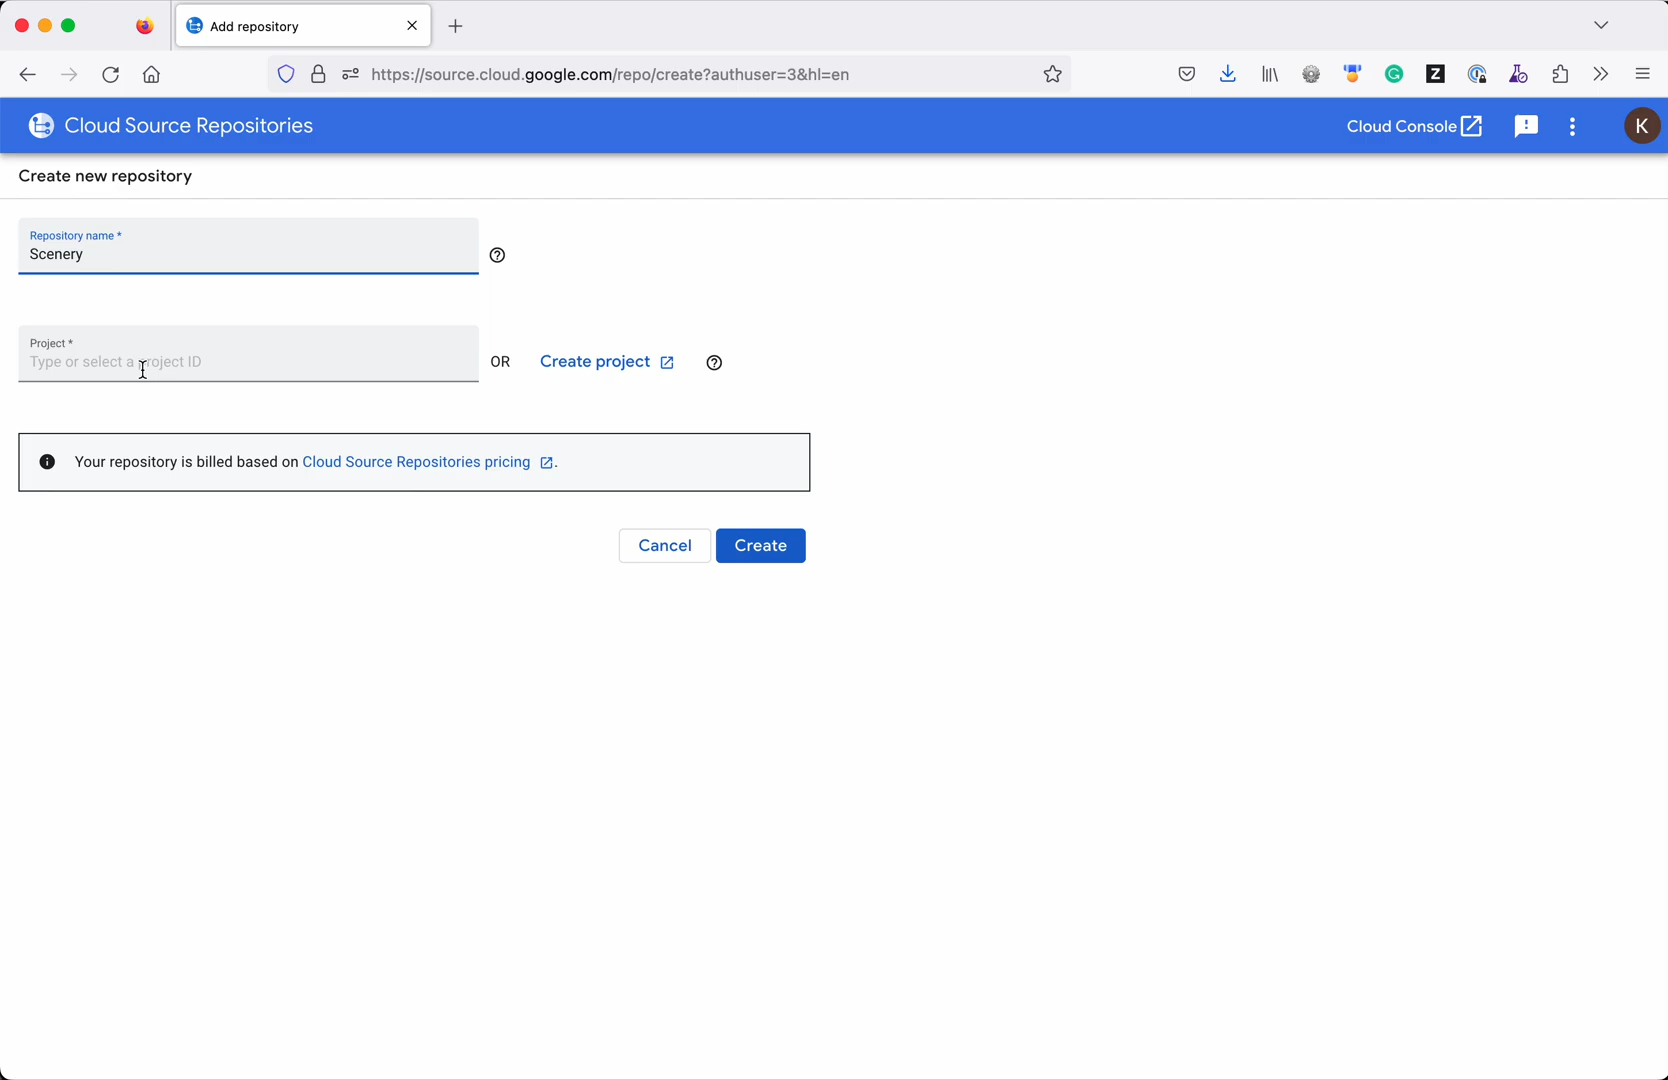 Add repository
https://source.cloud.google.com/repo/create?authuser=3&hl=en
Z
Cloud Source Repositories
Cloud Console
K
Create new repository
Repository name *
Scenery
Project *
Type or select a project ID
OR
Create project
Your repository is billed based on Cloud Source Repositories pricing .
Cancel
Create